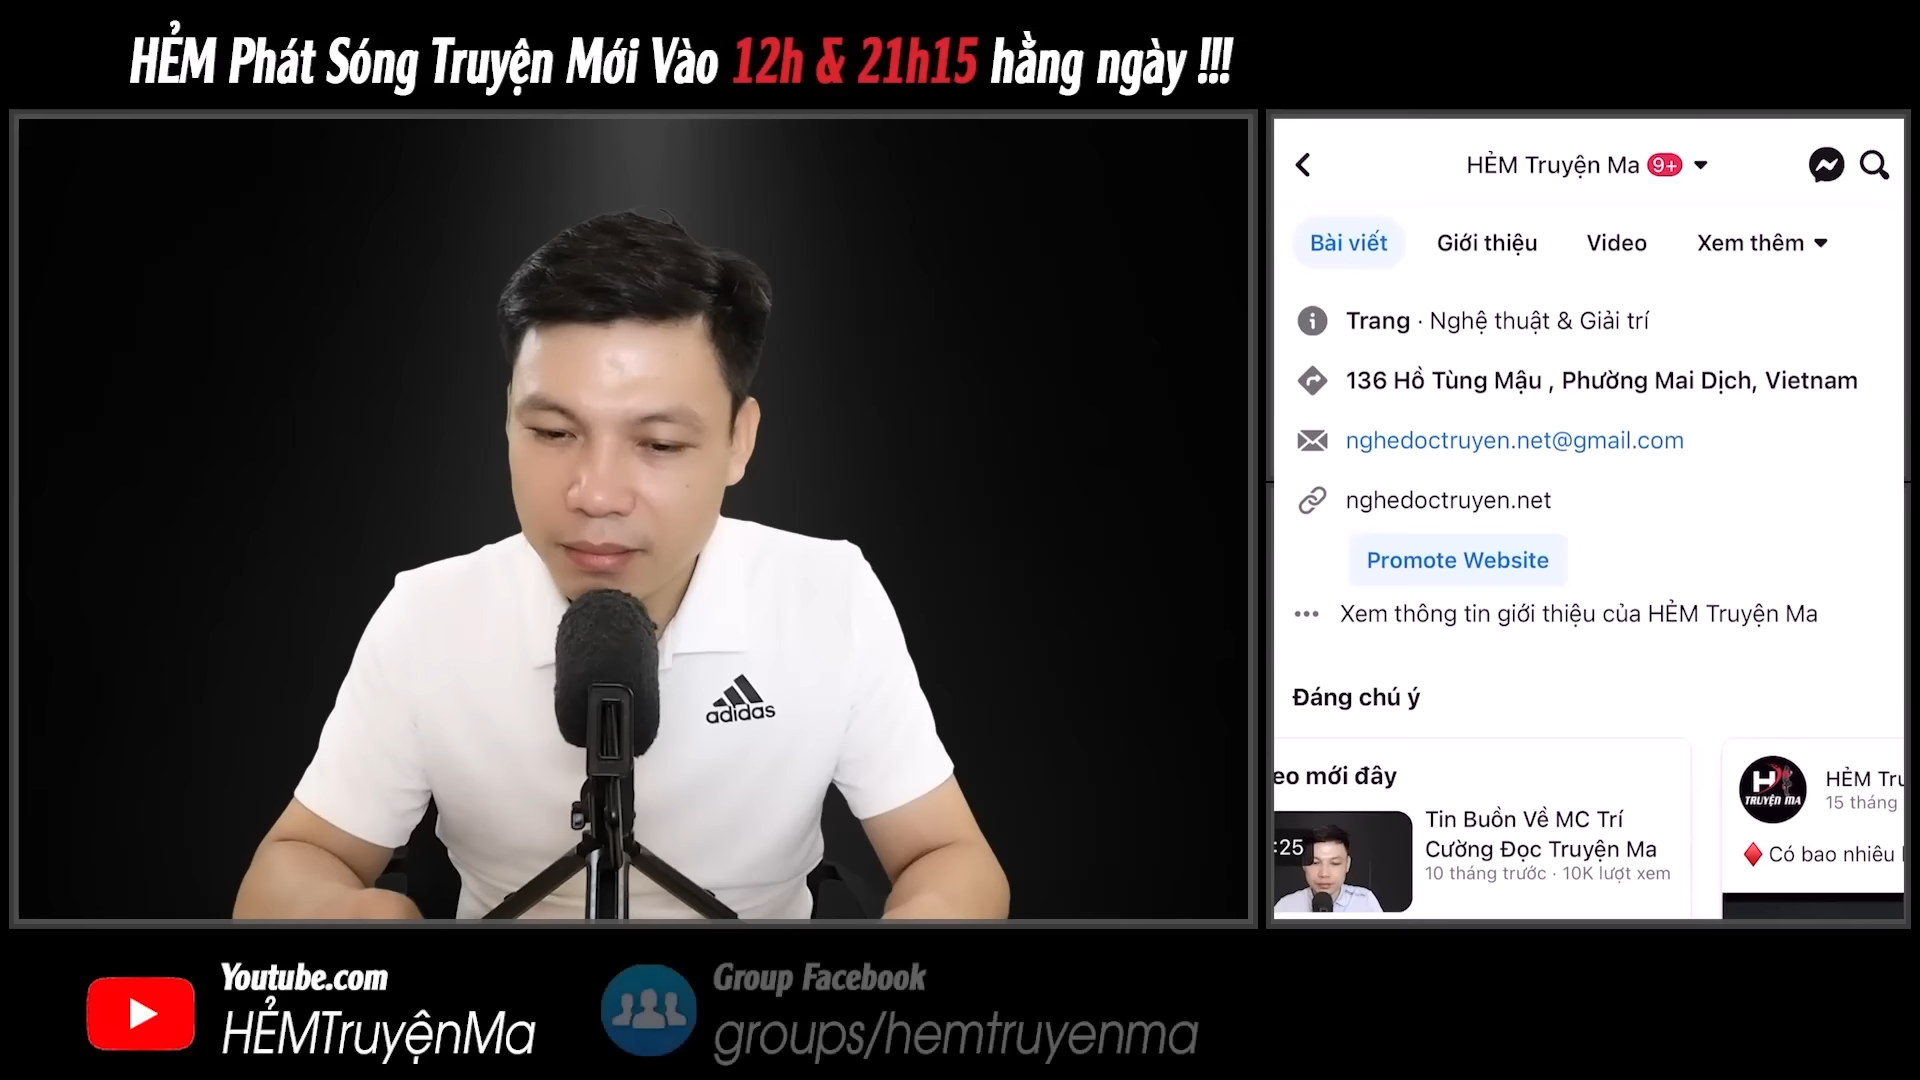 HẺM Phát Sóng Truyện Mới Vào 12h & 21h15 hằng ngày !!!
adidas
HẺM Truyện Ma 9+
Bài viết Giới thiệu Video Xem thêm
Trang · Nghệ thuật & Giải trí
136 Hồ Tùng Mậu , Phường Mai Dịch, Vietnam
nghedoctruyen.net@gmail.com
nghedoctruyen.net
Promote Website
Xem thông tin giới thiệu của HẺM Truyện Ma
Đáng chú ý
eo mới đây
:25
Tin Buồn Về MC Trí
Cường Đọc Truyện Ma
10 tháng trước · 10K lượt xem
H
TRUYỆN MA
HẺM Tru
15 tháng
Có bao nhiêu
Youtube.com
HẺMTruyệnMa
Group Facebook
groups/hemtruyenma